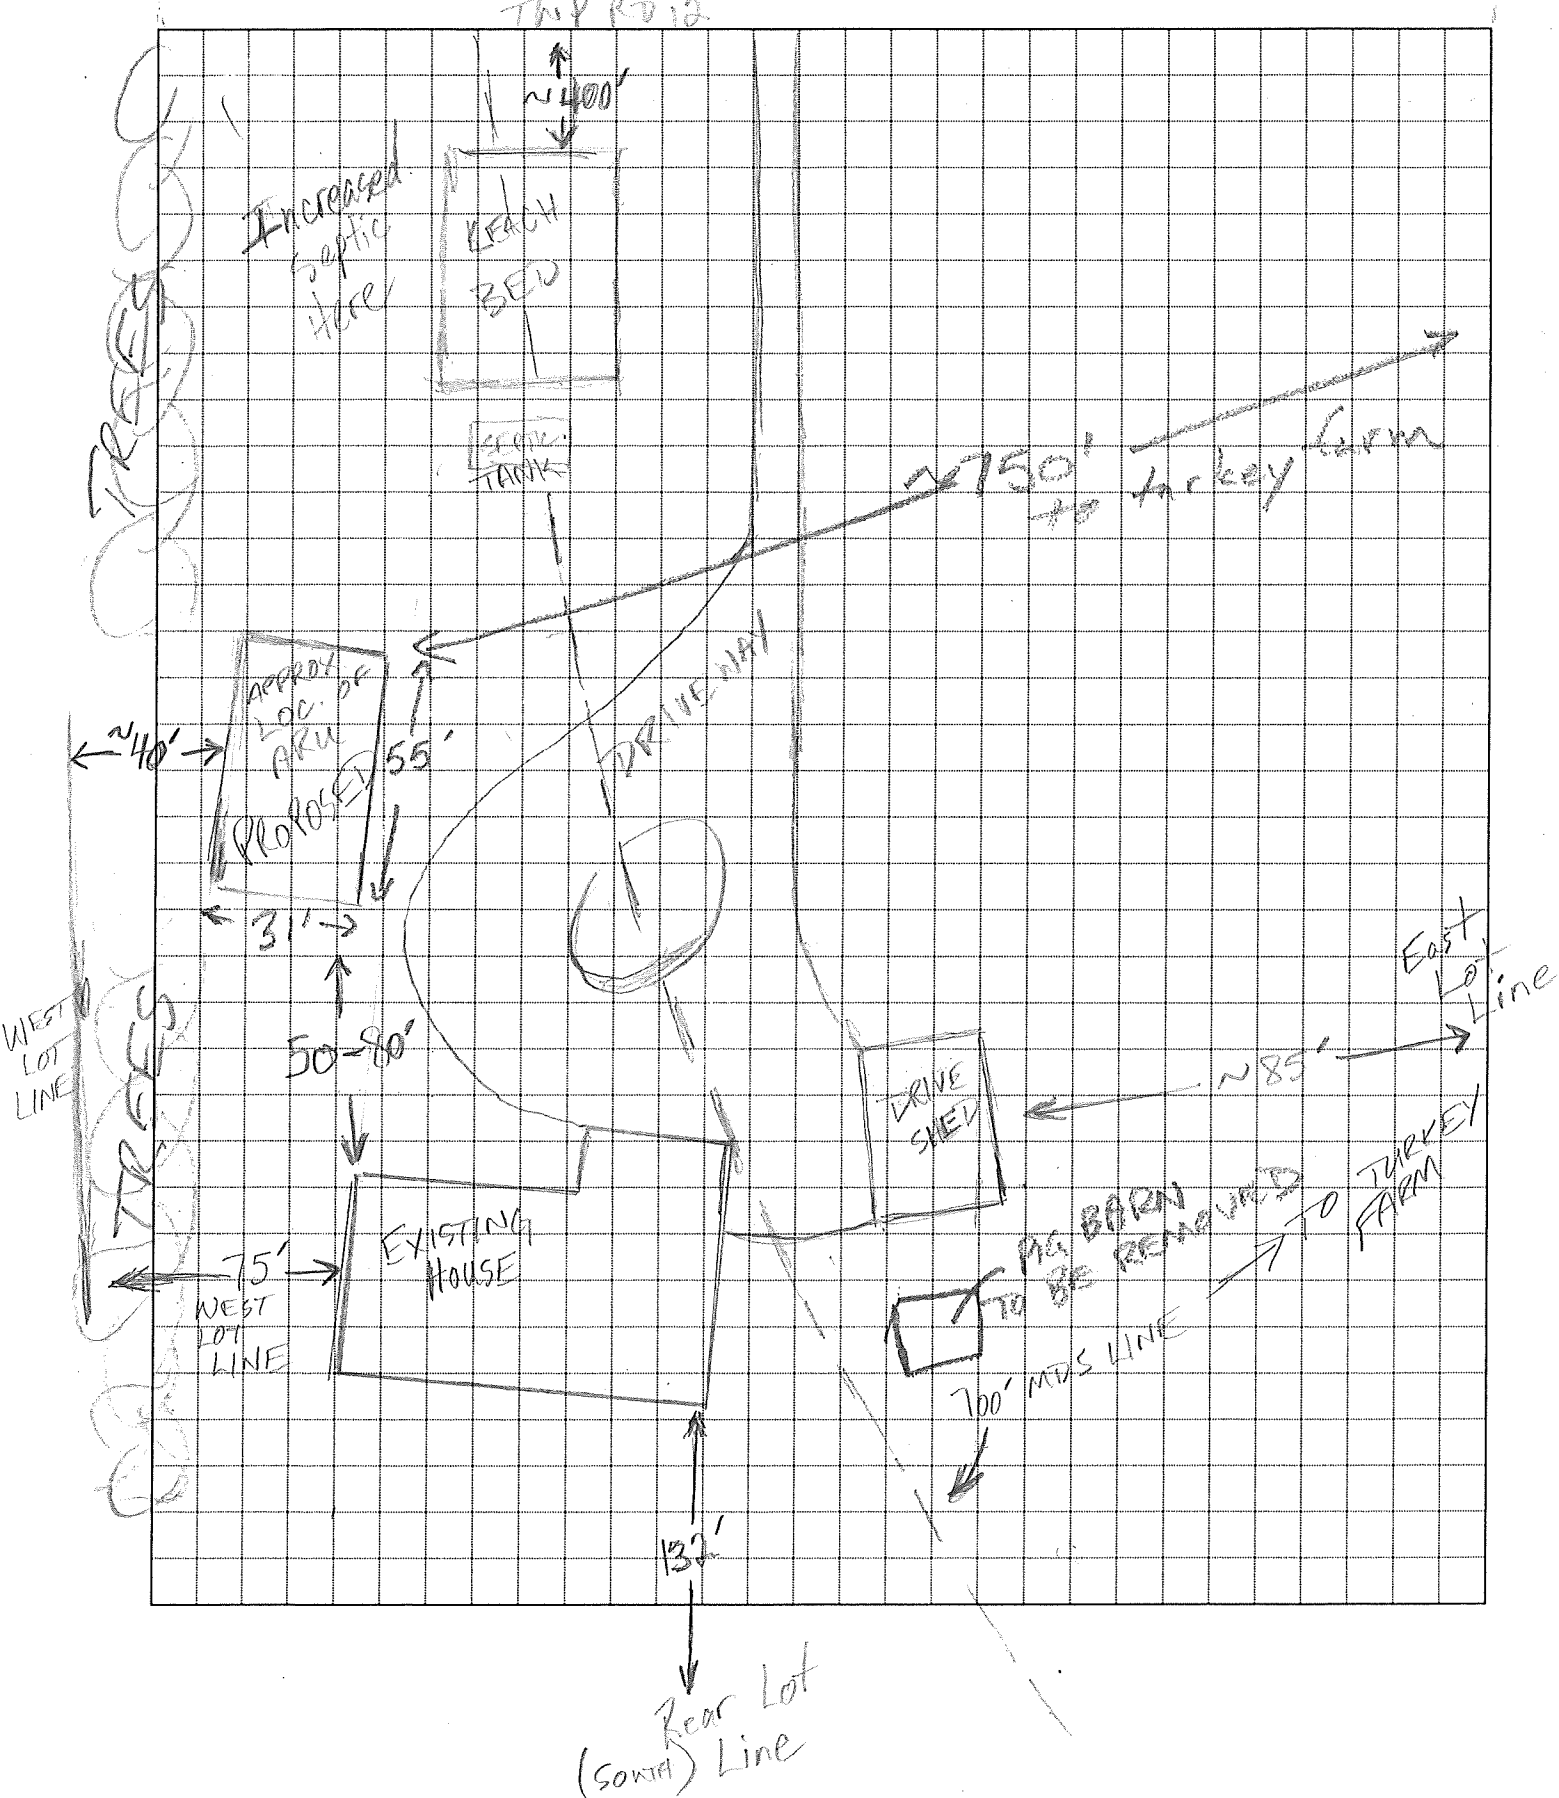 TWP RD 12
~400'
Increased
Septic
Here
LEACH
BED
TREES
SEPTIC
TANK
~750'
to turkey farm
DRIVEWAY
APPROX
LOC. OF
ARU
PROPOSED
55'
~40'
31'
50-80'
East
Lot
Line
WEST
LOT
LINE
TREES
~85'
DRIVE
SHED
EXISTING
HOUSE
75'
WEST
LOT
LINE
PIG BARN
TO BE REMOVED
700' MDS LINE
TO TURKEY
FARM
132'
Rear Lot
(SOUTH) Line